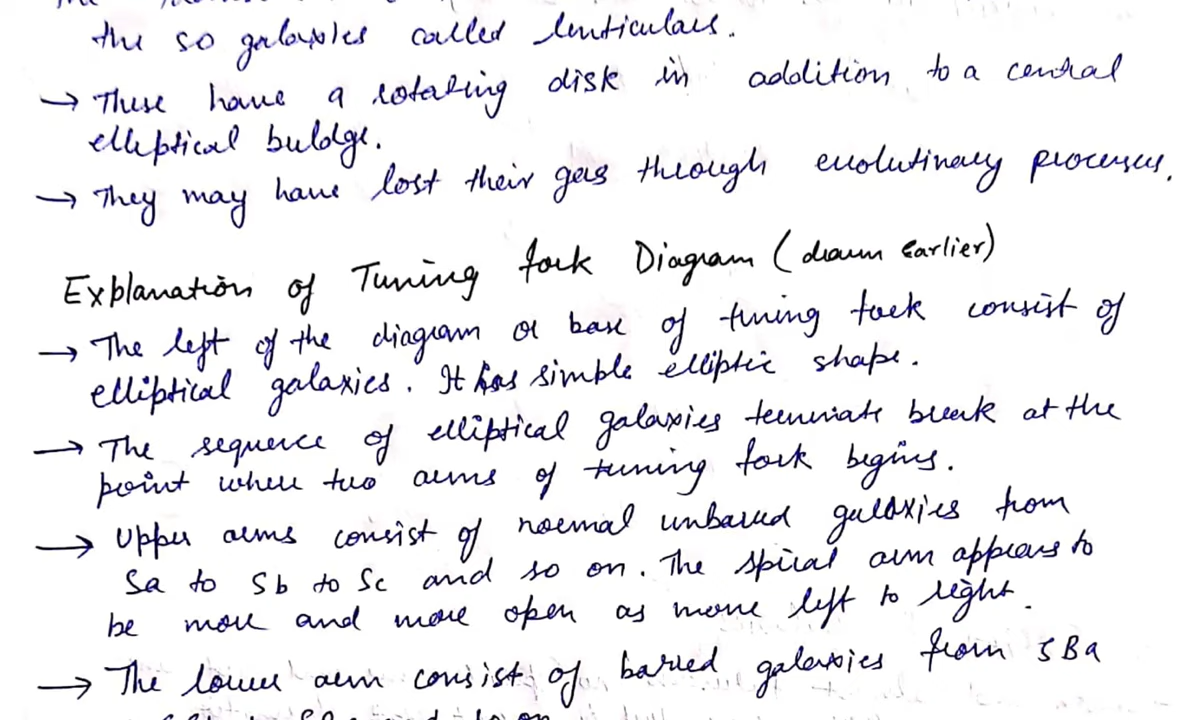 the so galaxies called lenticulars.
→ These have a rotating disk in addition to a central
elliptical buldge.
→ They may have lost their gas through evolutinary processes.
Explanation of Tuning fork Diagram (drawn earlier)
→ The left of the diagram or base of tuning fork consist of
elliptical galaxies. It has simple elliptic shape.
→ The sequence of elliptical galaxies break at the
point where two arms of tuning fork begins.
→ Upper arms consist of normal unbarred galaxies from
Sa to Sb to Sc and so on. The spiral arm appears to
be more and more open as move left to right.
→ The lower arm consist of barred galaxies from SBa